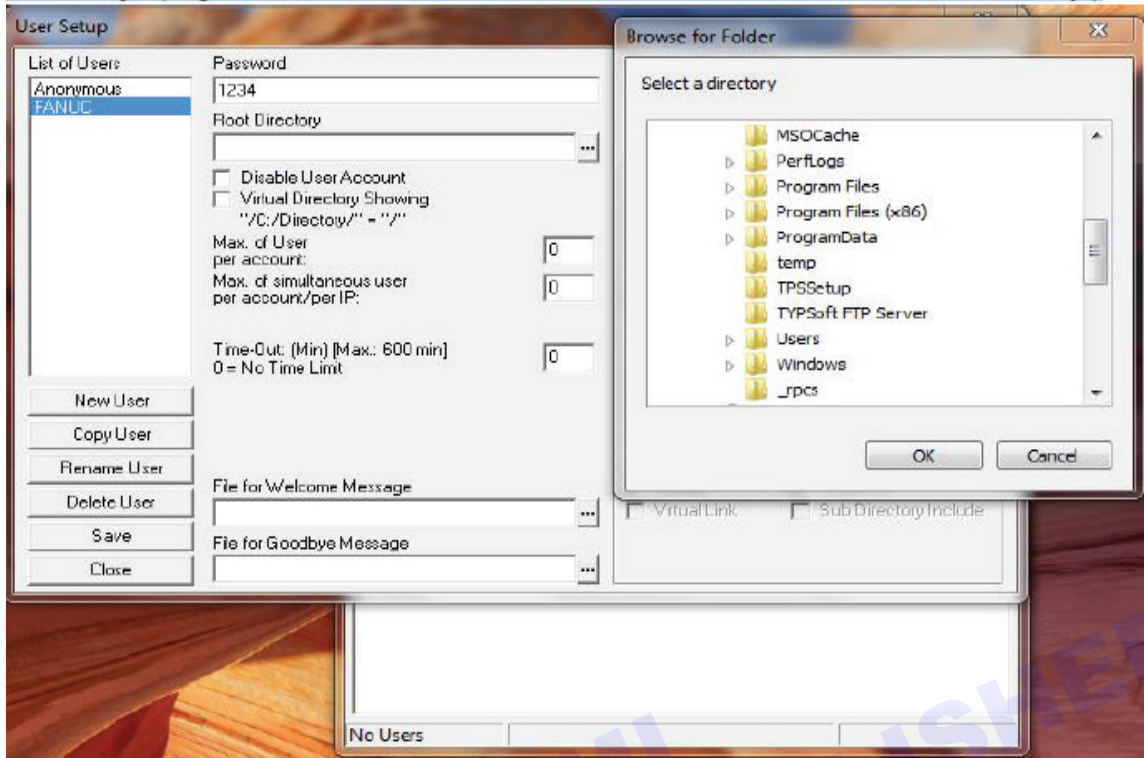 User Setup
List of Users
Anonymous
FANUC
New User
Copy User
Rename User
Delete User
Save
Close
Password
1234
Root Directory
...
Disable User Account
Virtual Directory Showing
"/C:/Directory/" = "/"
Max. of User
per account:
0
Max. of simultaneous user
per account/per IP:
0
Time-Out: (Min) [Max.: 600 min]
0 = No Time Limit
0
File for Welcome Message
...
File for Goodbye Message
...
Browse for Folder
Select a directory
MSOCache
PerfLogs
Program Files
Program Files (x86)
ProgramData
temp
TPSSetup
TYPSoft FTP Server
Users
Windows
_rpcs
OK Cancel
Virtual Link Sub Directory Include
No Users